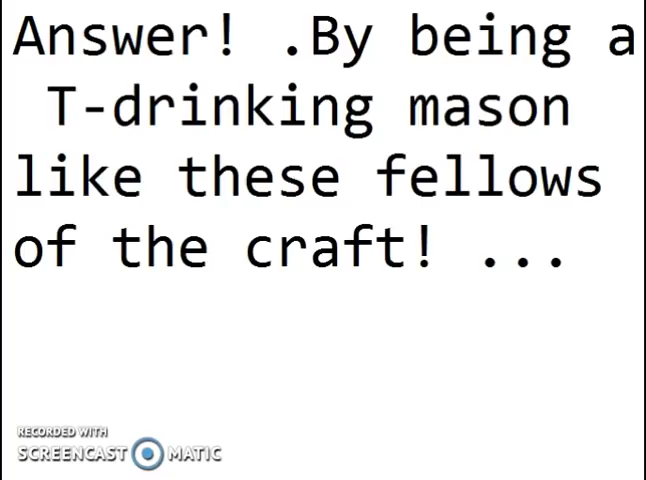 Answer! .By being a
T-drinking mason
like these fellows
of the craft! ...
RECORDED WITH
SCREENCAST MATIC